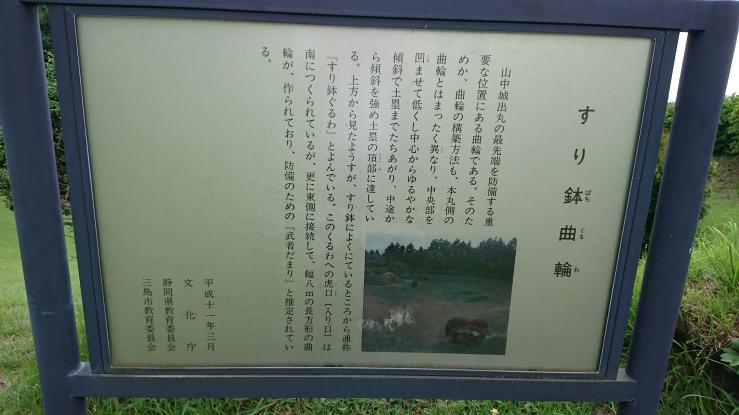 すり鉢曲輪
ばち
ぐる
わ
山中城出丸の最先端を防備する重
要な位置にある曲輪である。そのた
めか、曲輪の構築方法も、本丸側の
曲輪とはまったく異なり、中央部を
凹ませて低くし中心からゆるやかな
傾斜で土塁までたちあがり、中途か
ら傾斜を強め土塁の頂部に達してい
る。上方から見たようすが、すり鉢によくにているところから通称
『すり鉢ぐるわ』とよんでいる。このくるわへの虎口(入り口)は
南につくられているが、更に東側に接続して、幅八mの長方形の曲
輪が、作られており、防備のための『武者だまり』と推定されてい
る。
平成十一年三月
文化庁
静岡県教育委員会
三島市教育委員会